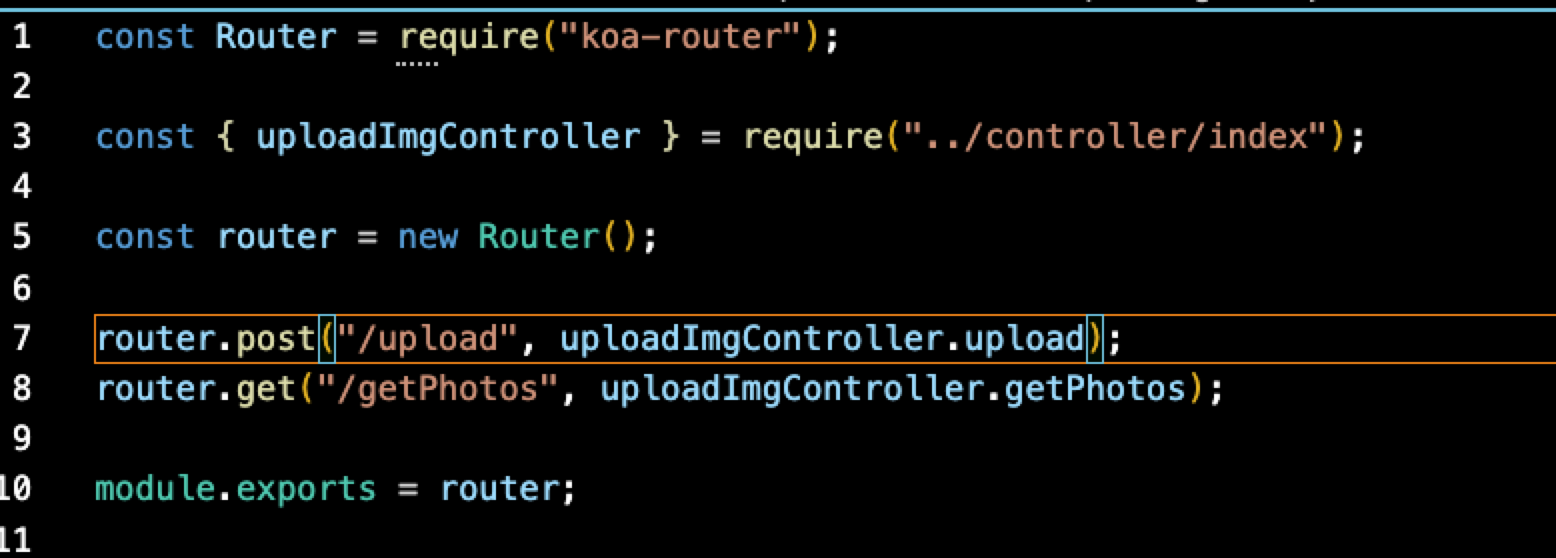 1 const Router = require("koa-router");
2
3 const { uploadImgController } = require("../controller/index");
4
5 const router = new Router();
6
7 router.post("/upload", uploadImgController.upload);
8 router.get("/getPhotos", uploadImgController.getPhotos);
9
10 module.exports = router;
11